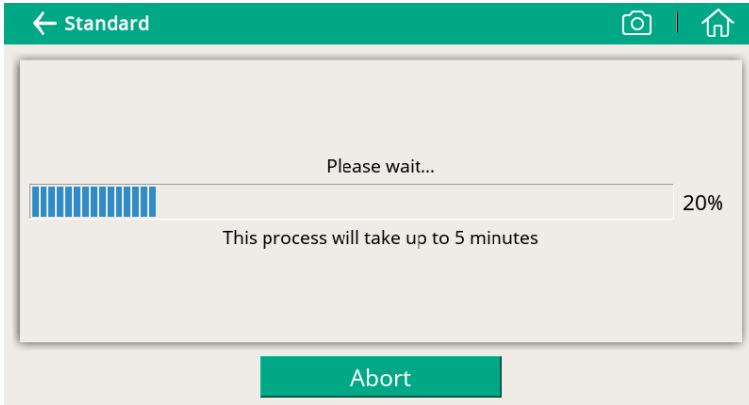 Standard
Please wait...
20%
This process will take up to 5 minutes
Abort